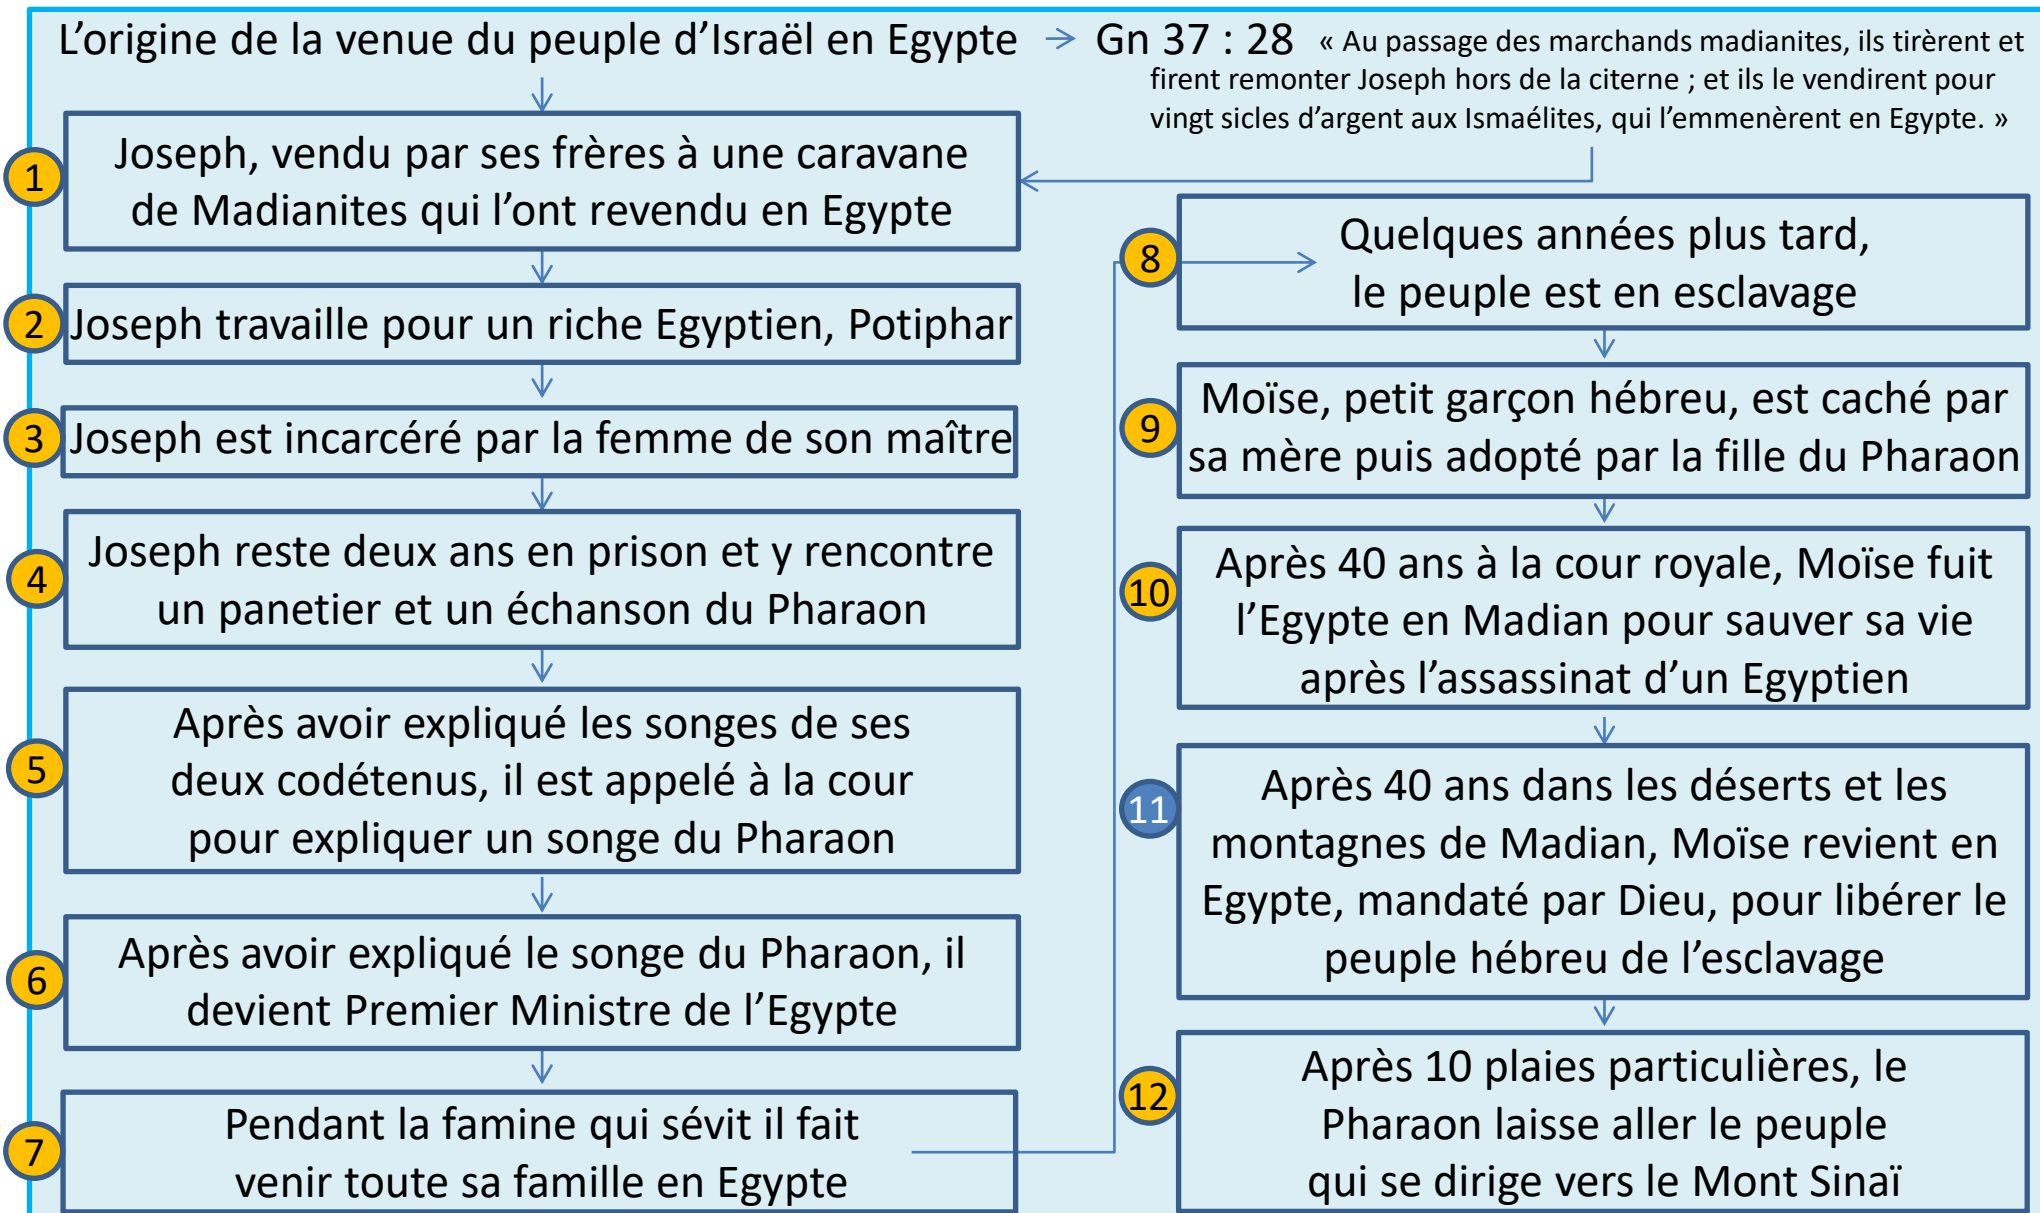 L’origine de la venue du peuple d’Israël en Egypte
Gn 37 : 28 « Au passage des marchands madianites, ils tirèrent et
firent remonter Joseph hors de la citerne ; et ils le vendirent pour
vingt sicles d’argent aux Ismaélites, qui l’emmenèrent en Egypte. »
1
Joseph, vendu par ses frères à une caravane
de Madianites qui l'ont revendu en Egypte
2
Joseph travaille pour un riche Egyptien, Potiphar
3
Joseph est incarcéré par la femme de son maître
4
Joseph reste deux ans en prison et y rencontre
un panetier et un échanson du Pharaon
5
Après avoir expliqué les songes de ses
deux codétenus, il est appelé à la cour
pour expliquer un songe du Pharaon
6
Après avoir expliqué le songe du Pharaon, il
devient Premier Ministre de l’Egypte
7
Pendant la famine qui sévit il fait
venir toute sa famille en Egypte
8
Quelques années plus tard,
le peuple est en esclavage
9
Moïse, petit garçon hébreu, est caché par
sa mère puis adopté par la fille du Pharaon
10
Après 40 ans à la cour royale, Moïse fuit
l’Egypte en Madian pour sauver sa vie
après l’assassinat d’un Egyptien
11
Après 40 ans dans les déserts et les
montagnes de Madian, Moïse revient en
Egypte, mandaté par Dieu, pour libérer le
peuple hébreu de l’esclavage
12
Après 10 plaies particulières, le
Pharaon laisse aller le peuple
qui se dirige vers le Mont Sinaï